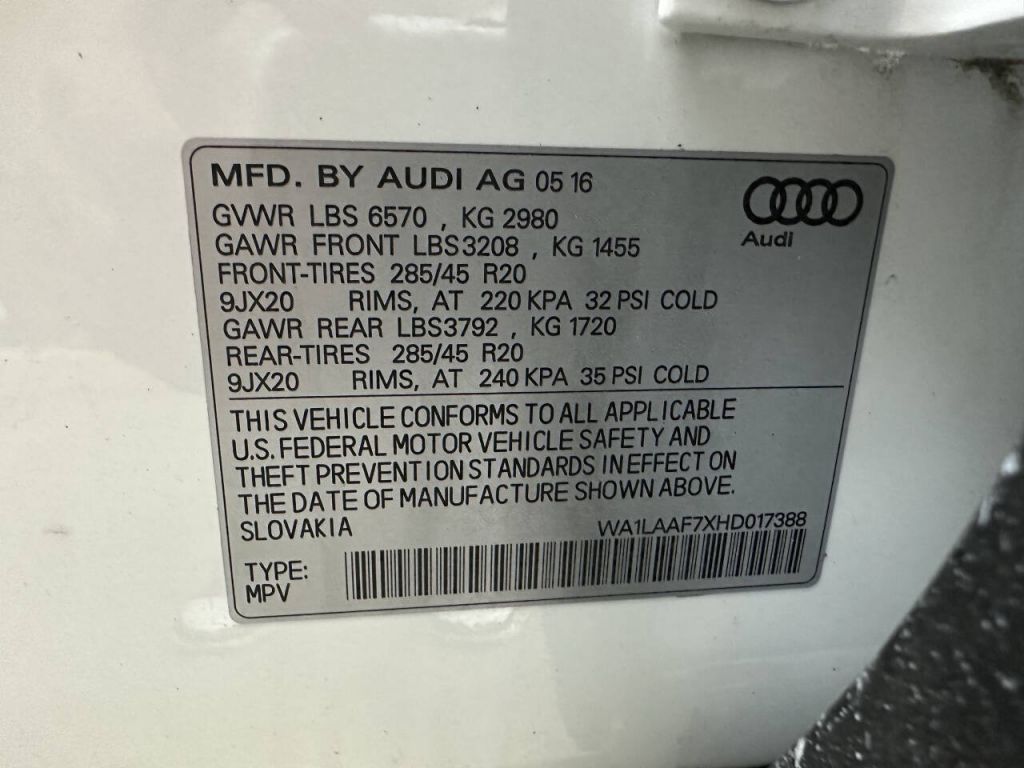 MFD. BY AUDI AG 05 16
Audi
GVWR LBS 6570 , KG 2980
GAWR FRONT LBS3208 , KG 1455
FRONT-TIRES 285/45 R20
9JX20 RIMS, AT 220 KPA 32 PSI COLD
GAWR REAR LBS3792 , KG 1720
REAR-TIRES 285/45 R20
9JX20 RIMS, AT 240 KPA 35 PSI COLD
THIS VEHICLE CONFORMS TO ALL APPLICABLE
U.S. FEDERAL MOTOR VEHICLE SAFETY AND
THEFT PREVENTION STANDARDS IN EFFECT ON
THE DATE OF MANUFACTURE SHOWN ABOVE.
SLOVAKIA WA1LAAF7XHD017388
TYPE:
MPV